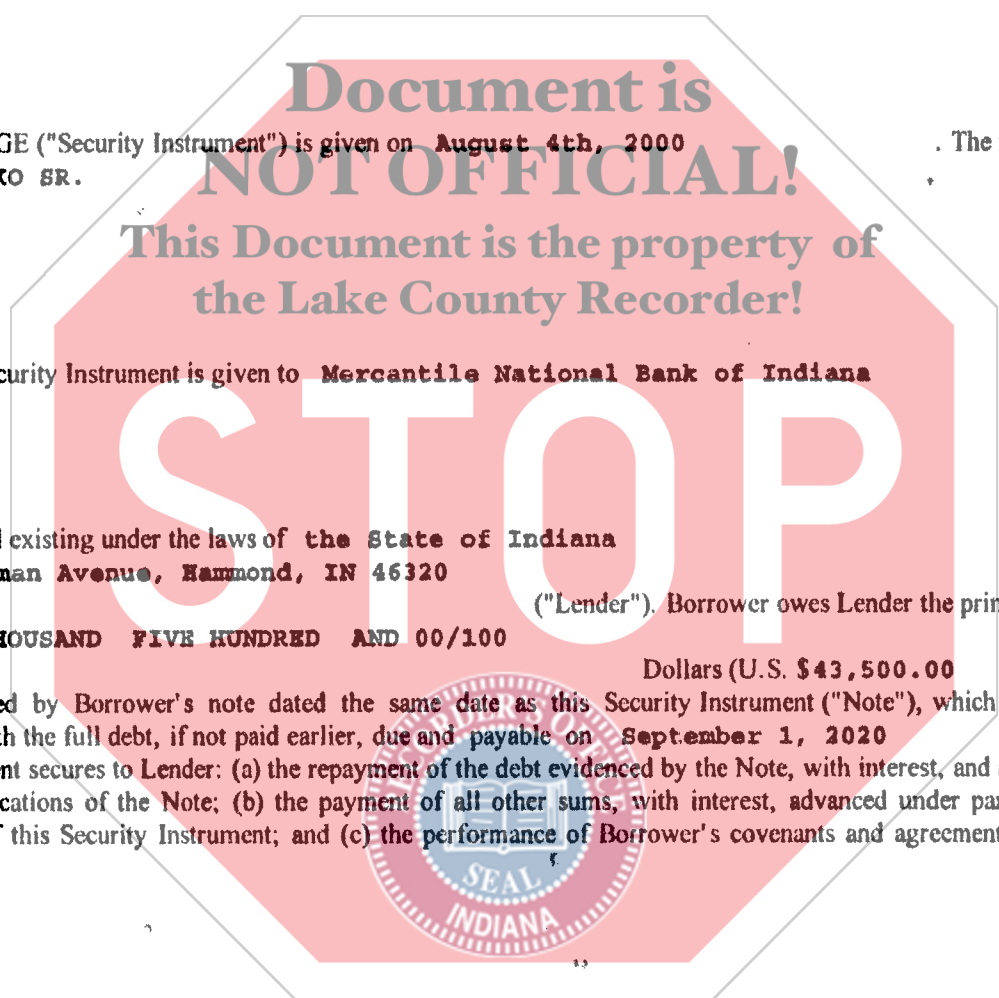 Document is
GE ("Security Instrument") is given on August 4th, 2000 . The
NOT OFFICIAL!
KO SR.
This Document is the property of
the Lake County Recorder!
curity Instrument is given to Mercantile National Bank of Indiana
STOP
existing under the laws of the State of Indiana
man Avenue, Hammond, IN 46320
("Lender"). Borrower owes Lender the prin
HOUSAND FIVE HUNDRED AND 00/100
Dollars (U.S. $43,500.00
ed by Borrower's note dated the same date as this Security Instrument ("Note"), which
h the full debt, if not paid earlier, due and payable on September 1, 2020
nt secures to Lender: (a) the repayment of the debt evidenced by the Note, with interest, and
cations of the Note; (b) the payment of all other sums, with interest, advanced under par
this Security Instrument; and (c) the performance of Borrower's covenants and agreement
RECORDER'S OFFICE
SEAL
INDIANA